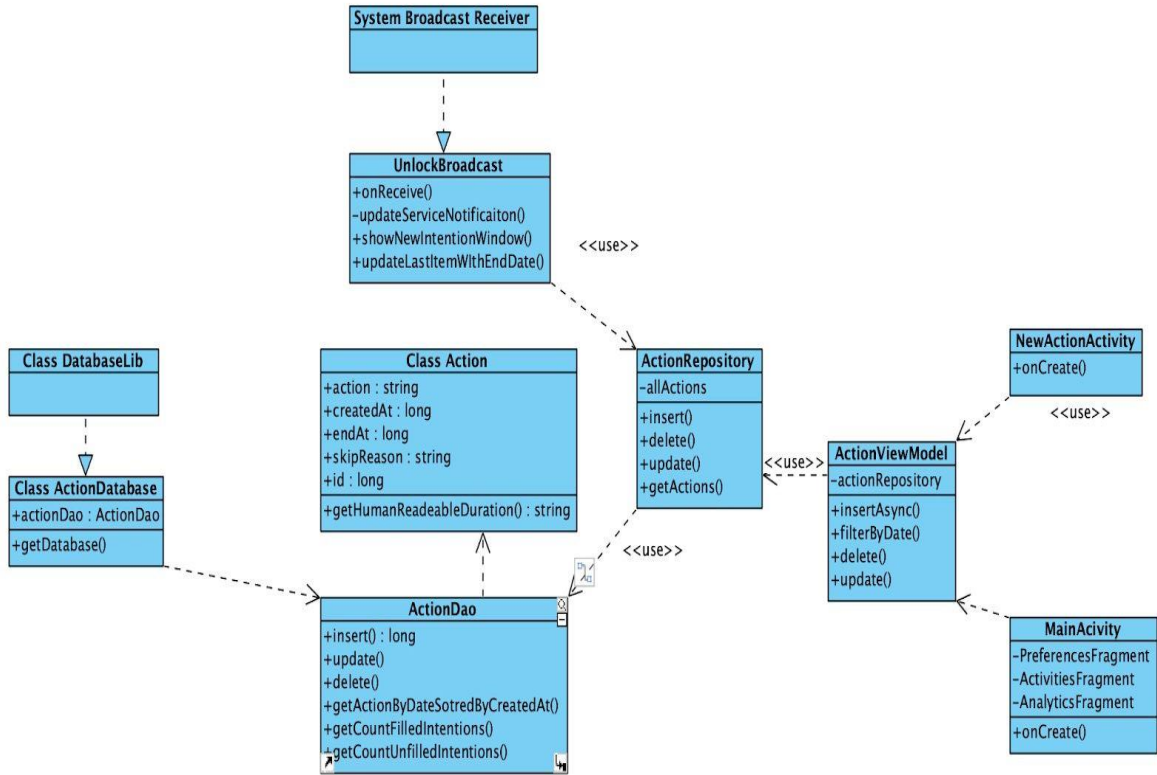 System Broadcast Receiver
UnlockBroadcast
+onReceive()
-updateServiceNotificaiton()
+showNewIntentionWindow()
+updateLastItemWIthEndDate()
<<use>>
Class DatabaseLib
Class ActionDatabase
+actionDao : ActionDao
+getDatabase()
Class Action
+action : string
+createdAt : long
+endAt : long
+skipReason : string
+id : long
+getHumanReadeableDuration() : string
ActionRepository
-allActions
+insert()
+delete()
+update()
+getActions()
<<use>>
<<use>>
NewActionActivity
+onCreate()
<<use>>
ActionViewModel
-actionRepository
+insertAsync()
+filterByDate()
+delete()
+update()
ActionDao
+insert() : long
+update()
+delete()
+getActionByDateSotredByCreatedAt()
+getCountFilledIntentions()
+getCountUnfilledIntentions()
MainAcivity
-PreferencesFragment
-ActivitiesFragment
-AnalyticsFragment
+onCreate()